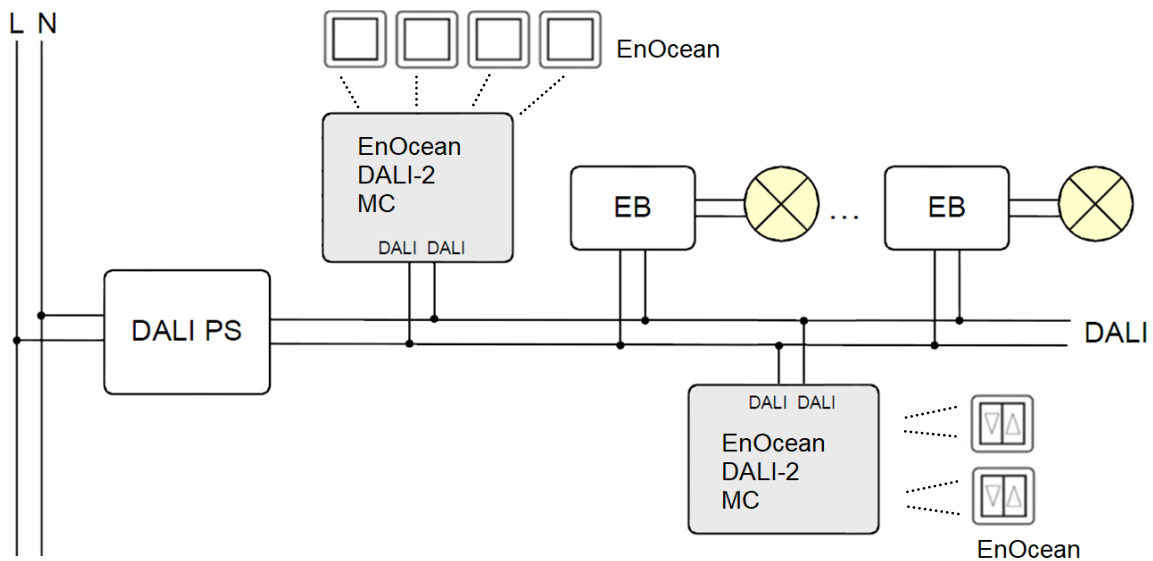 L N
EnOcean
EnOcean
DALI-2
MC
DALI DALI
EB
...
EB
DALI PS
DALI
DALI DALI
EnOcean
DALI-2
MC
EnOcean